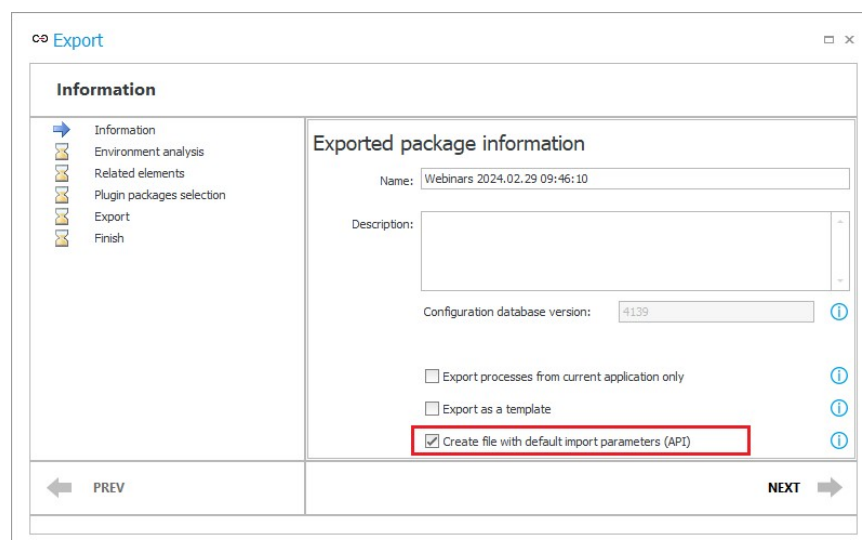 Export
Information
Information
Environment analysis
Related elements
Plugin packages selection
Export
Finish
Exported package information
Name: Webinars 2024.02.29 09:46:10
Description:
Configuration database version: 4139
Export processes from current application only
Export as a template
Create file with default import parameters (API)
PREV
NEXT